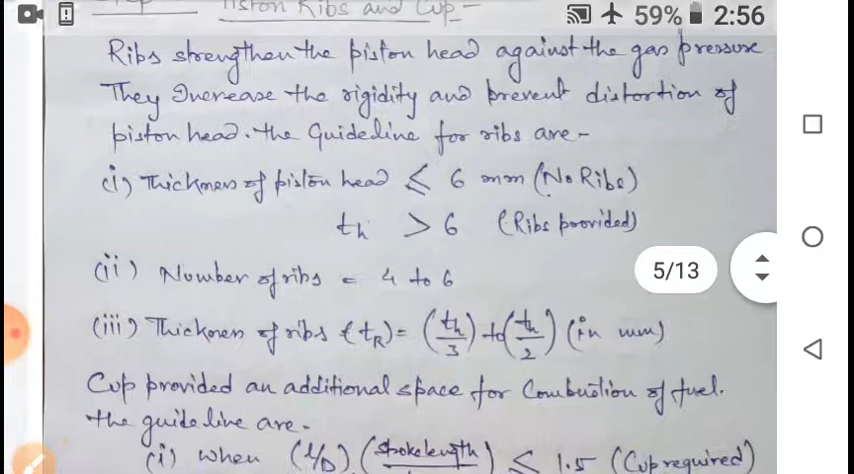 Piston Ribs and Cup-
59% 2:56
Ribs strengthen the piston head against the gas pressure
They Increase the rigidity and prevent distortion of
piston head. the Guideline for ribs are -
(i) Thickness of piston head ≤ 6 mm (No Ribs)
th > 6 (Ribs provided)
5/13
(ii) Number of ribs = 4 to 6
(iii) Thickness of ribs (tR) = (th/3) to (th/2) (in mm)
Cup provided an additional space for Combustion of fuel.
the guide line are -
(i) when (l/D) (stroke length) ≤ 1.5 (Cup required)